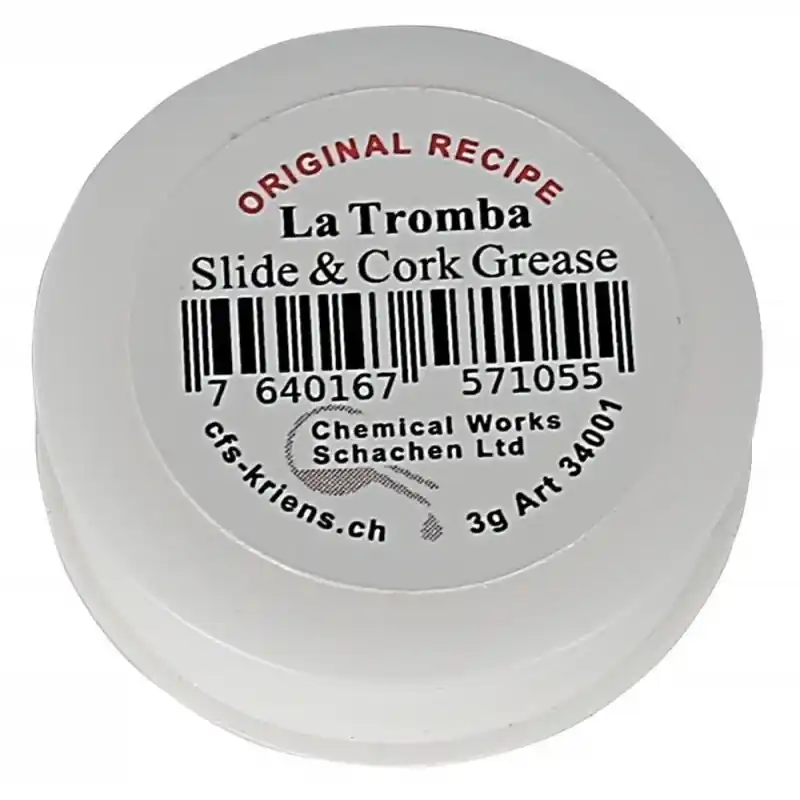 ORIGINAL RECIPE
La Tromba
Slide & Cork Grease
7 640167 571055
Chemical Works
Schachen Ltd
cfs-kriens.ch
3g Art 34001